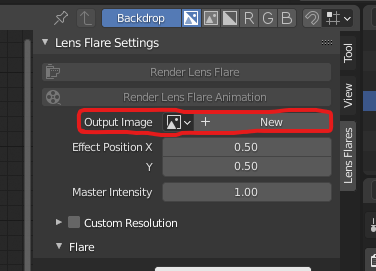 Backdrop R G B
Lens Flare Settings
Render Lens Flare
Render Lens Flare Animation
Output Image + New
Effect Position X 0.50
Y 0.50
Master Intensity 1.00
Custom Resolution
Flare
Tool
View
Lens Flares